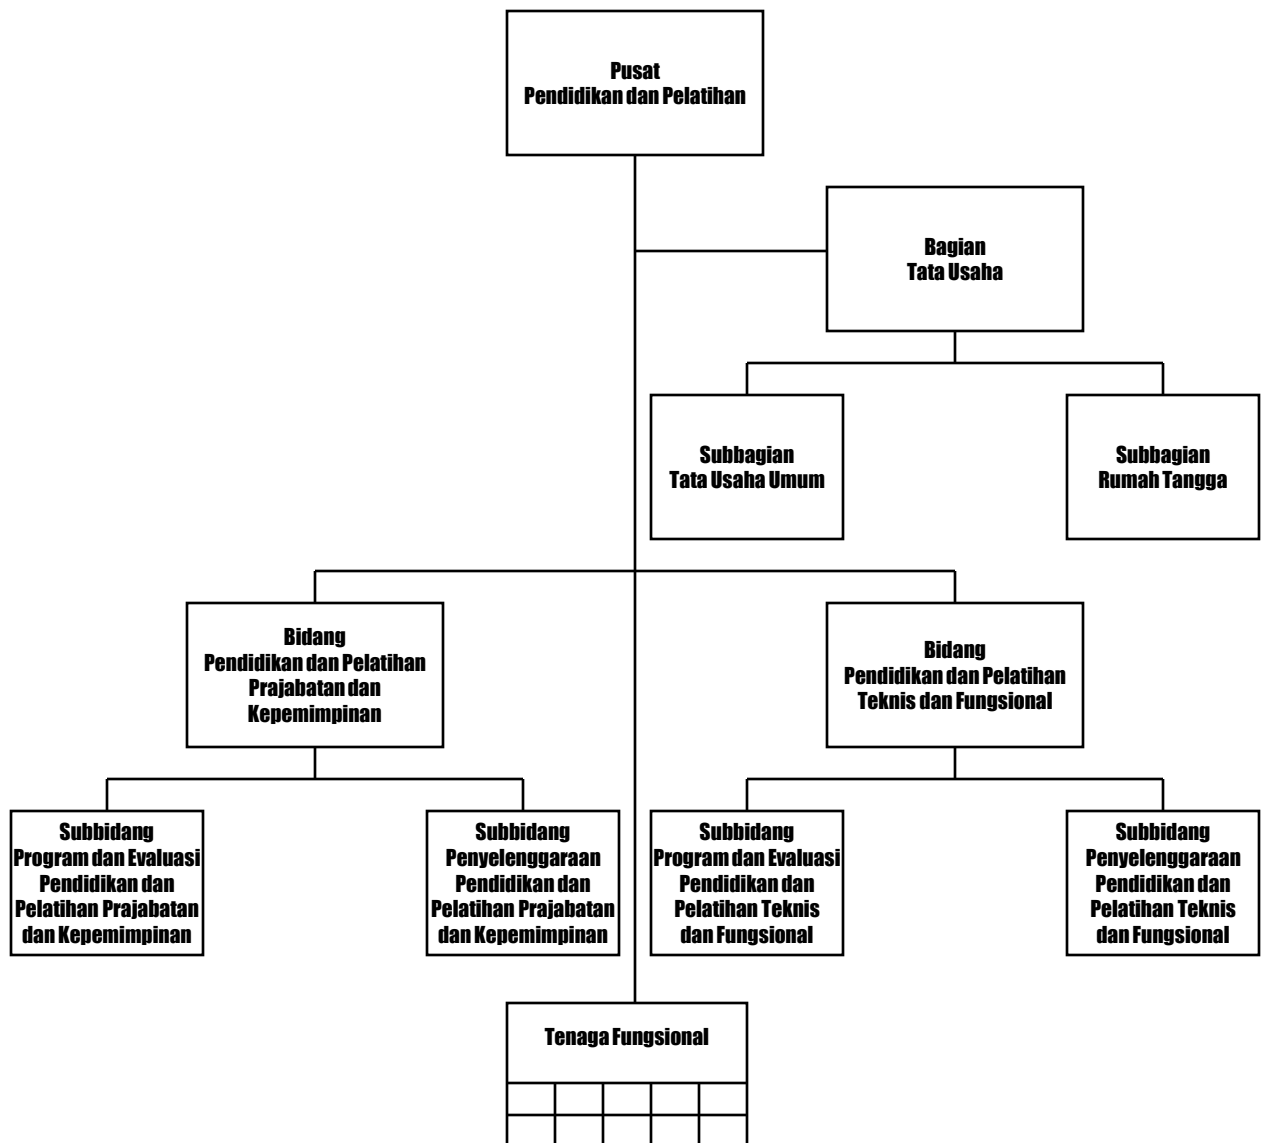 Pusat
Pendidikan dan Pelatihan
Bagian
Tata Usaha
Subbagian
Tata Usaha Umum
Subbagian
Rumah Tangga
Bidang
Pendidikan dan Pelatihan
Prajabatan dan
Kepemimpinan
Bidang
Pendidikan dan Pelatihan
Teknis dan Fungsional
Subbidang
Program dan Evaluasi
Pendidikan dan
Pelatihan Prajabatan
dan Kepemimpinan
Subbidang
Penyelenggaraan
Pendidikan dan
Pelatihan Prajabatan
dan Kepemimpinan
Subbidang
Program dan Evaluasi
Pendidikan dan
Pelatihan Teknis
dan Fungsional
Subbidang
Penyelenggaraan
Pendidikan dan
Pelatihan Teknis
dan Fungsional
Tenaga Fungsional